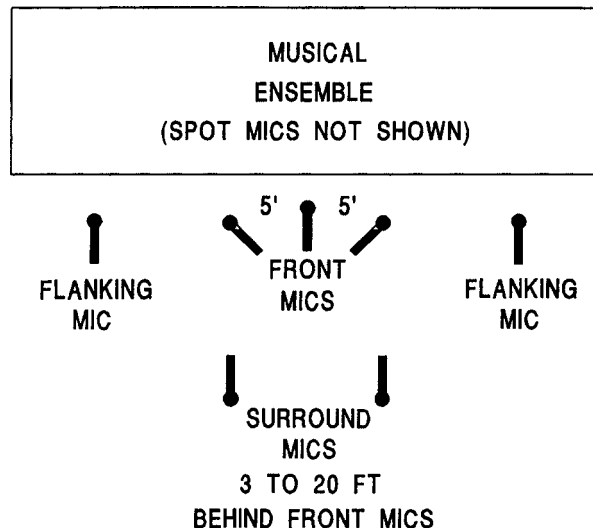 MUSICAL
ENSEMBLE
(SPOT MICS NOT SHOWN)
5' 5'
FRONT
MICS
FLANKING
MIC
FLANKING
MIC
SURROUND
MICS
3 TO 20 FT
BEHIND FRONT MICS